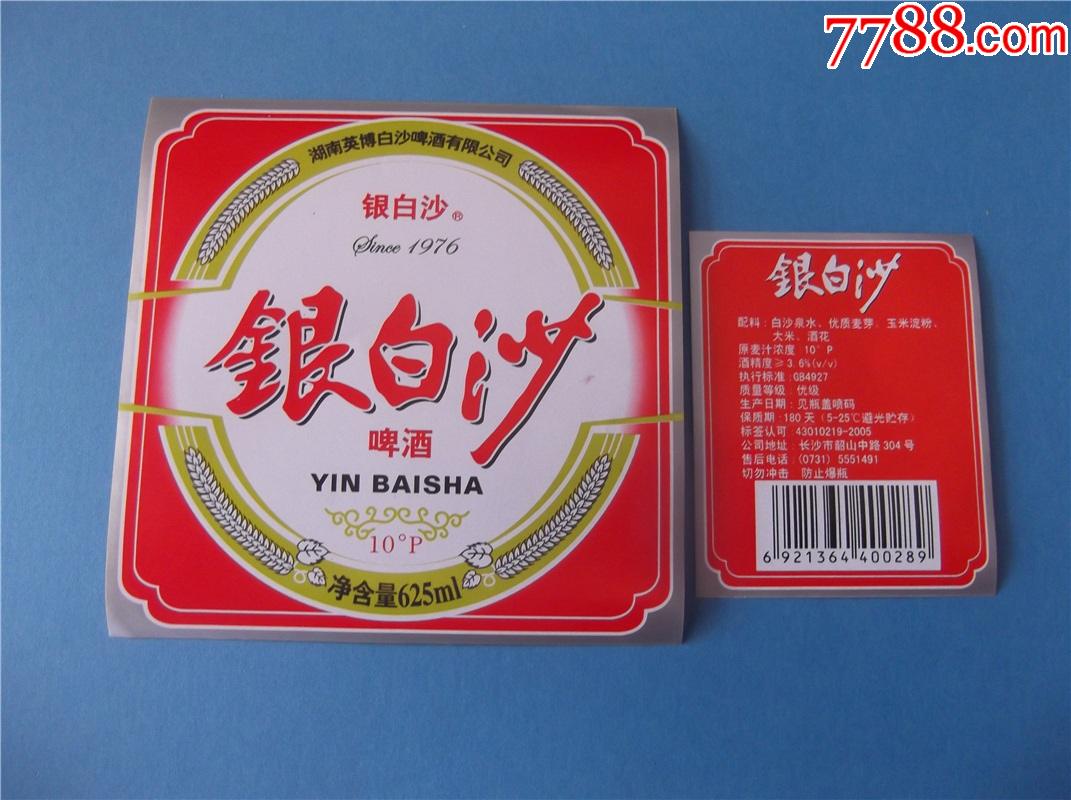 7788.com
湖南英博白沙啤酒有限公司
银白沙®
Since 1976
銀白沙
啤酒
YIN BAISHA
10°P
净含量625ml
銀白沙
配料:白沙泉水、优质麦芽、玉米淀粉、
大米、酒花
原麦汁浓度 10°P
酒精度≥3.6%(v/v)
执行标准:GB4927
质量等级:优级
生产日期:见瓶盖喷码
保质期:180天(5-25℃避光贮存)
标签认可:43010219-2005
公司地址:长沙市韶山中路304号
售后电话:(0731) 5551491
切勿冲击 防止爆瓶
6 921364 400289